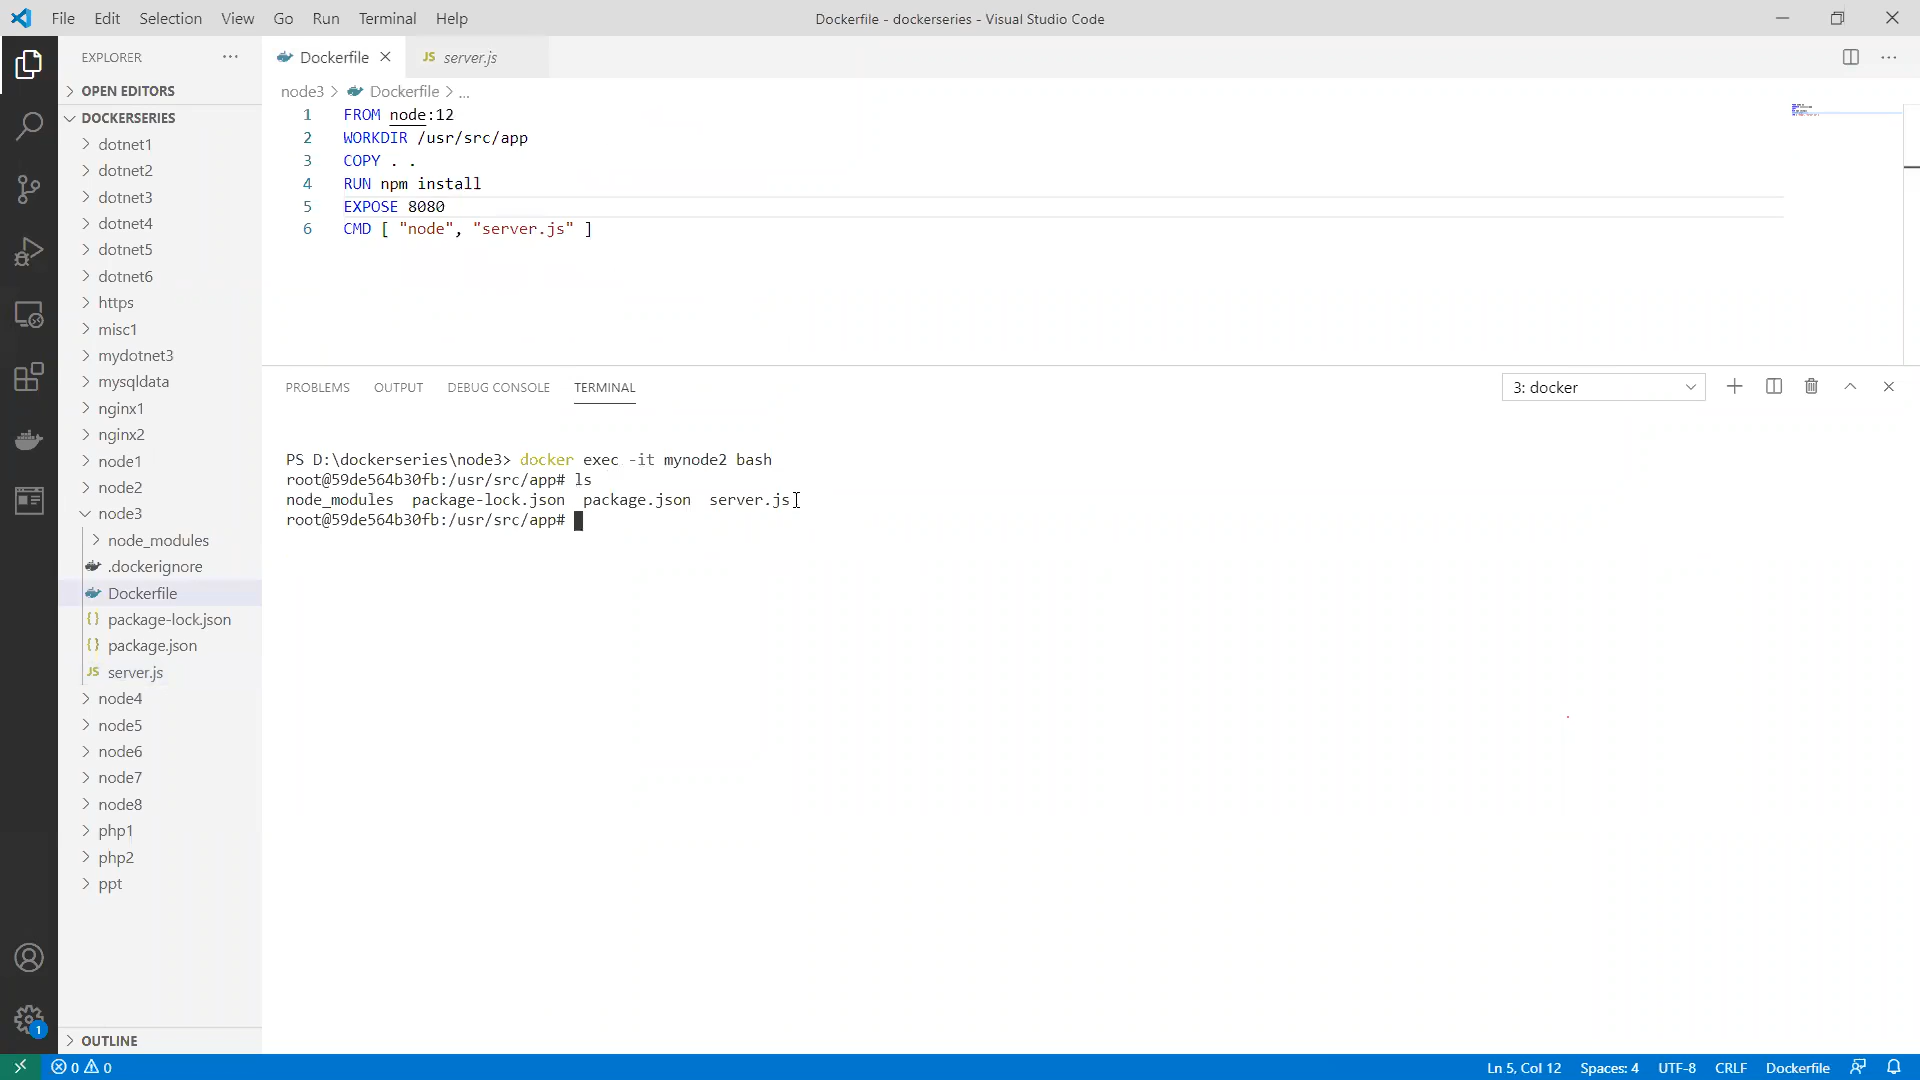 File Edit Selection View Go Run Terminal Help
Dockerfile - dockerseries - Visual Studio Code
EXPLORER
OPEN EDITORS
DOCKERSERIES
dotnet1
dotnet2
dotnet3
dotnet4
dotnet5
dotnet6
https
misc1
mydotnet3
mysqldata
nginx1
nginx2
node1
node2
node3
node_modules
.dockerignore
Dockerfile
package-lock.json
package.json
server.js
node4
node5
node6
node7
node8
php1
php2
ppt
OUTLINE
Dockerfile
JS server.js
node3 > Dockerfile > ...
1 FROM node:12
2 WORKDIR /usr/src/app
3 COPY . .
4 RUN npm install
5 EXPOSE 8080
6 CMD [ "node", "server.js" ]
PROBLEMS OUTPUT DEBUG CONSOLE TERMINAL
3: docker
PS D:\dockerseries\node3> docker exec -it mynode2 bash
root@59de564b30fb:/usr/src/app# ls
node_modules package-lock.json package.json server.js
root@59de564b30fb:/usr/src/app#
1
0 0
Ln 5, Col 12 Spaces: 4 UTF-8 CRLF Dockerfile